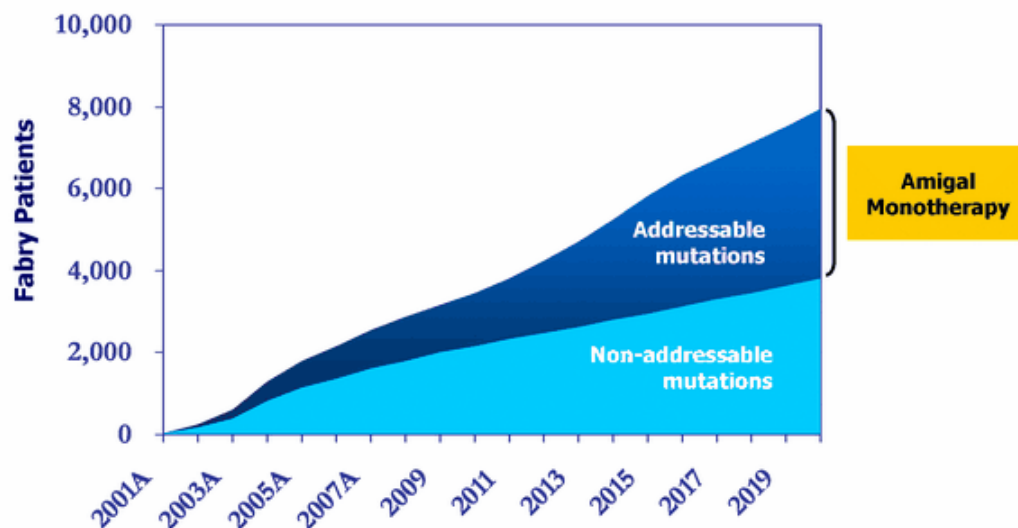 10,000
8,000
6,000
4,000
2,000
0
Fabry Patients
Addressable
mutations
Non-addressable
mutations
Amigal
Monotherapy
2001A
2003A
2005A
2007A
2009
2011
2013
2015
2017
2019